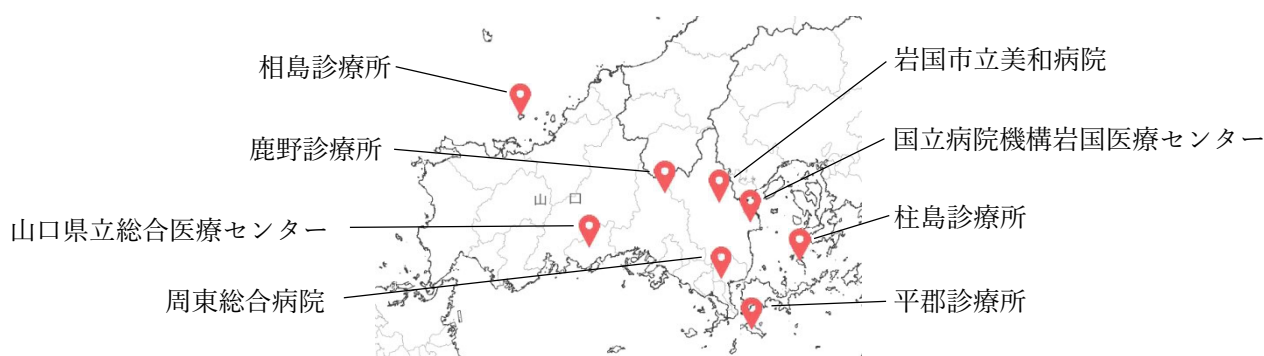 相島診療所
鹿野診療所
山口県立総合医療センター
周東総合病院
山 口
岩国市立美和病院
国立病院機構岩国医療センター
柱島診療所
平郡診療所